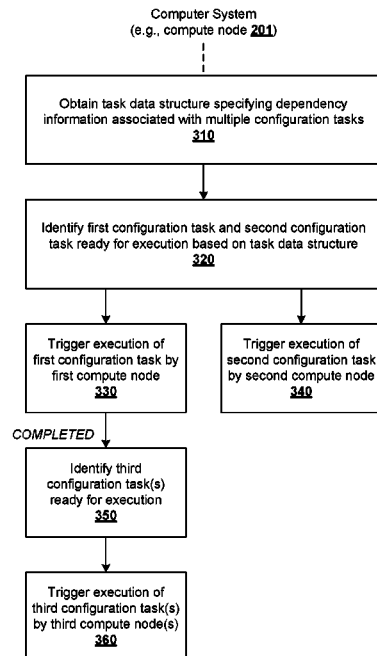 Computer System
(e.g., compute node 201)
Obtain task data structure specifying dependency
information associated with multiple configuration tasks
310
Identify first configuration task and second configuration
task ready for execution based on task data structure
320
Trigger execution of
first configuration task by
first compute node
330
Trigger execution of
second configuration task
by second compute node
340
COMPLETED
Identify third
configuration task(s)
ready for execution
350
Trigger execution of
third configuration task(s)
by third compute node(s)
360